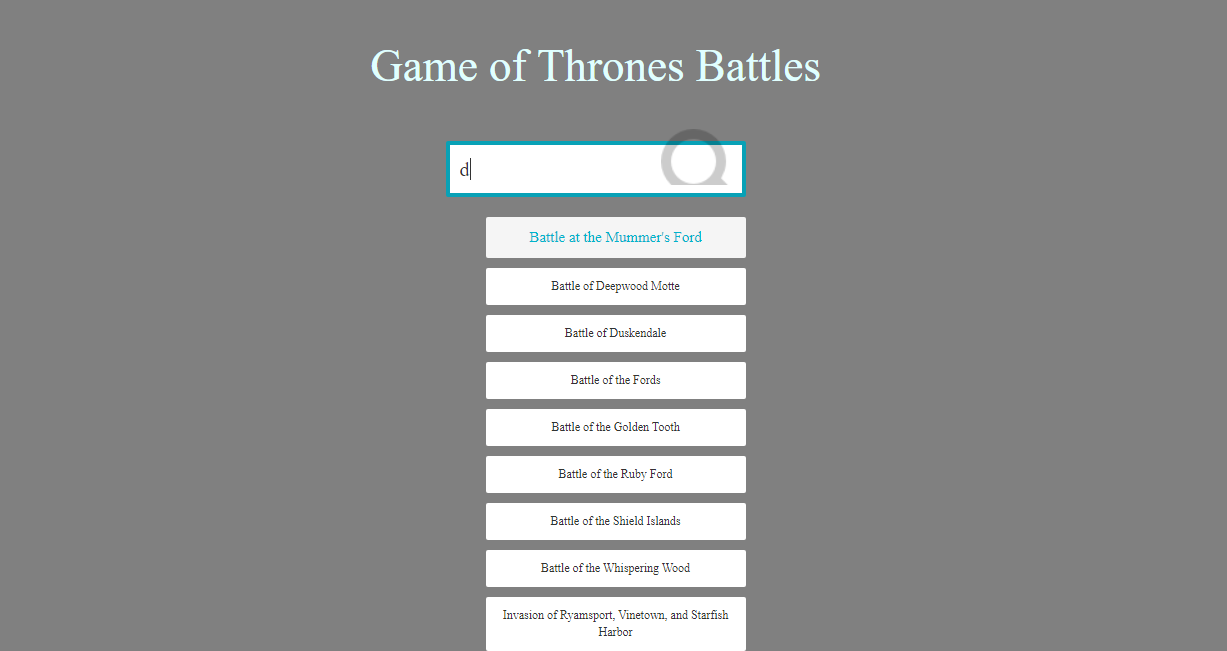 Game of Thrones Battles
d
Battle at the Mummer's Ford
Battle of Deepwood Motte
Battle of Duskendale
Battle of the Fords
Battle of the Golden Tooth
Battle of the Ruby Ford
Battle of the Shield Islands
Battle of the Whispering Wood
Invasion of Ryamsport, Vinetown, and Starfish
Harbor